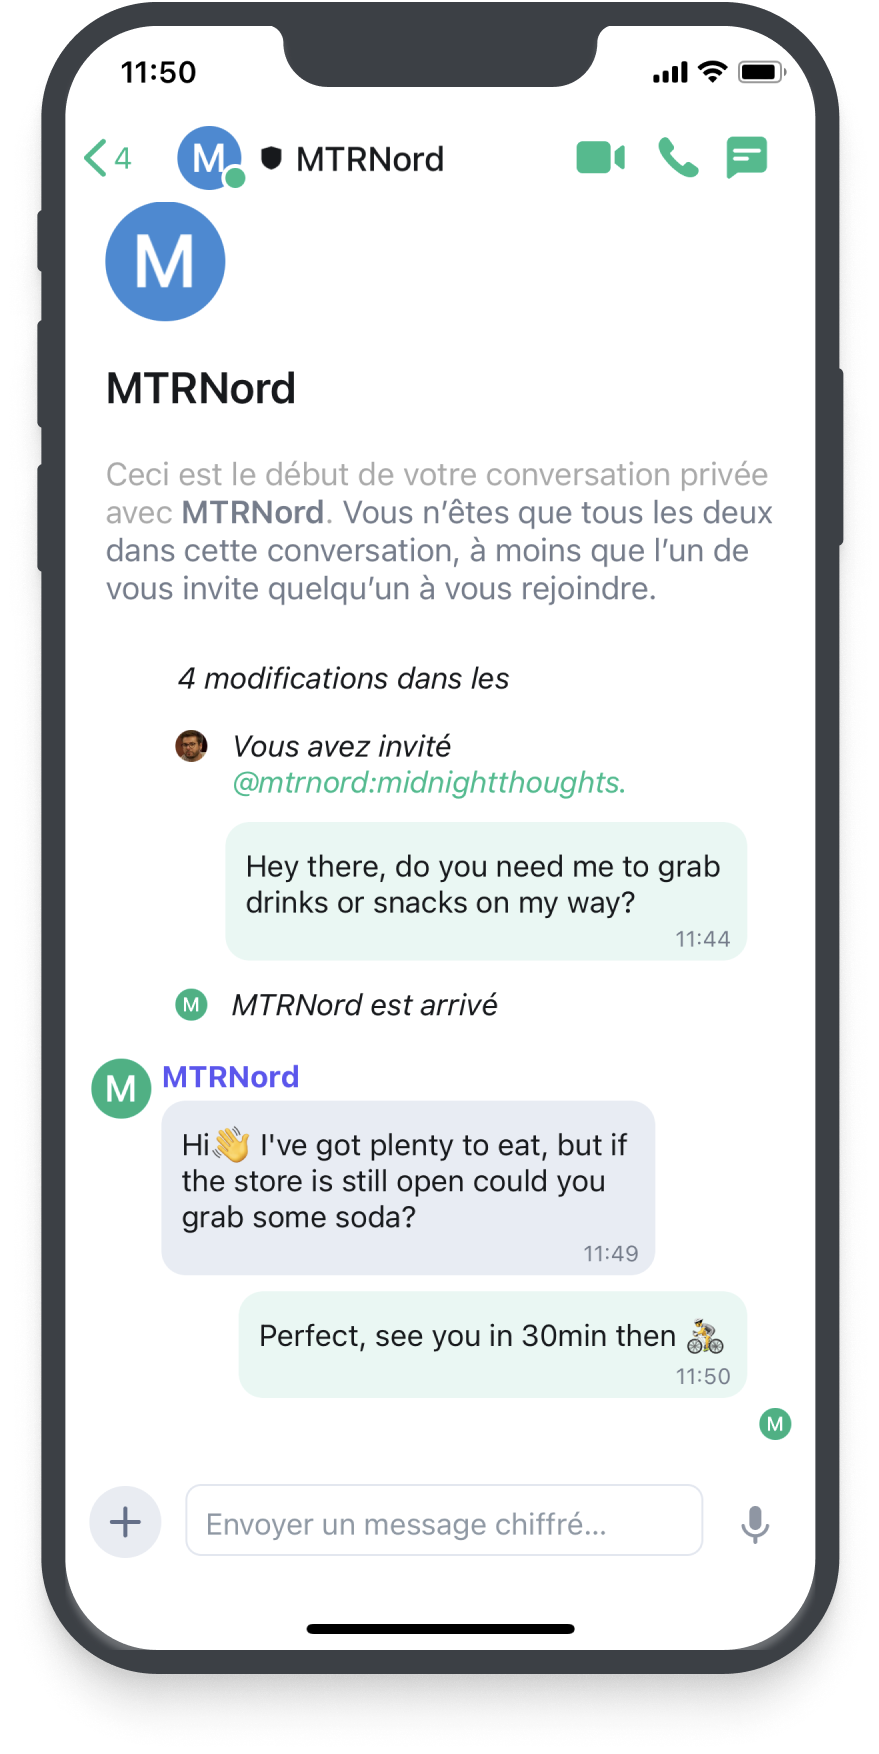 11:50
4
M
MTRNord
M
MTRNord
Ceci est le début de votre conversation privée
avec MTRNord. Vous n’êtes que tous les deux
dans cette conversation, à moins que l’un de
vous invite quelqu’un à vous rejoindre.
4 modifications dans les
Vous avez invité
@mtrnord:midnightthoughts.
Hey there, do you need me to grab
drinks or snacks on my way?
11:44
M
MTRNord est arrivé
M
MTRNord
Hi👋 I've got plenty to eat, but if
the store is still open could you
grab some soda?
11:49
Perfect, see you in 30min then 🚴
11:50
M
Envoyer un message chiffré...